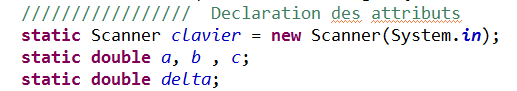 ///////////////// Declaration des attributs
static Scanner clavier = new Scanner(System.in);
static double a, b , c;
static double delta;